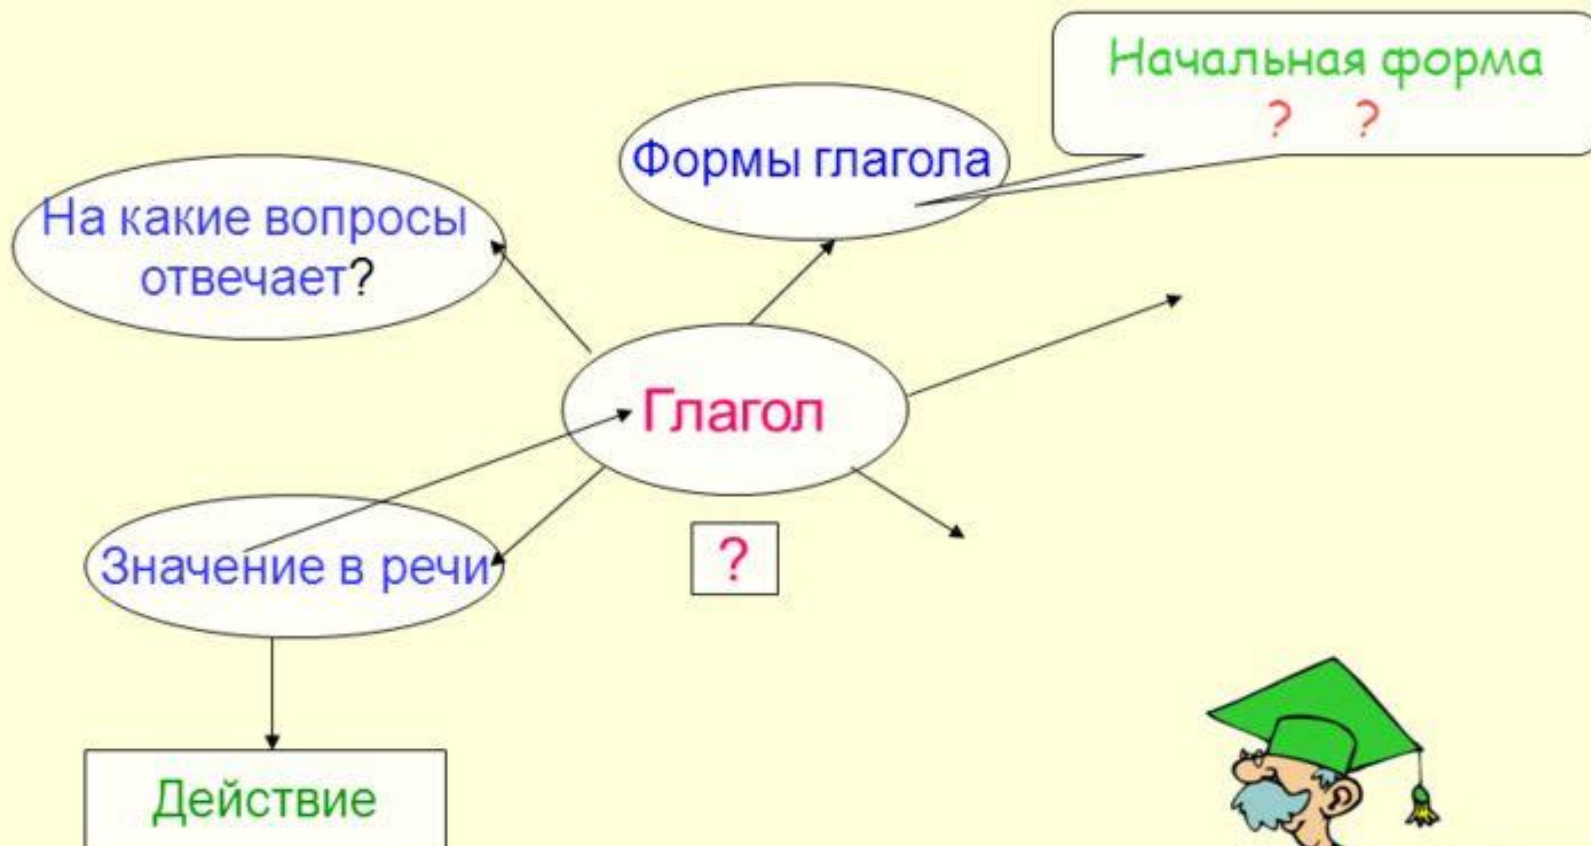 Начальная форма
? ?
Формы глагола
На какие вопросы
отвечает?
Глагол
?
Значение в речи
Действие